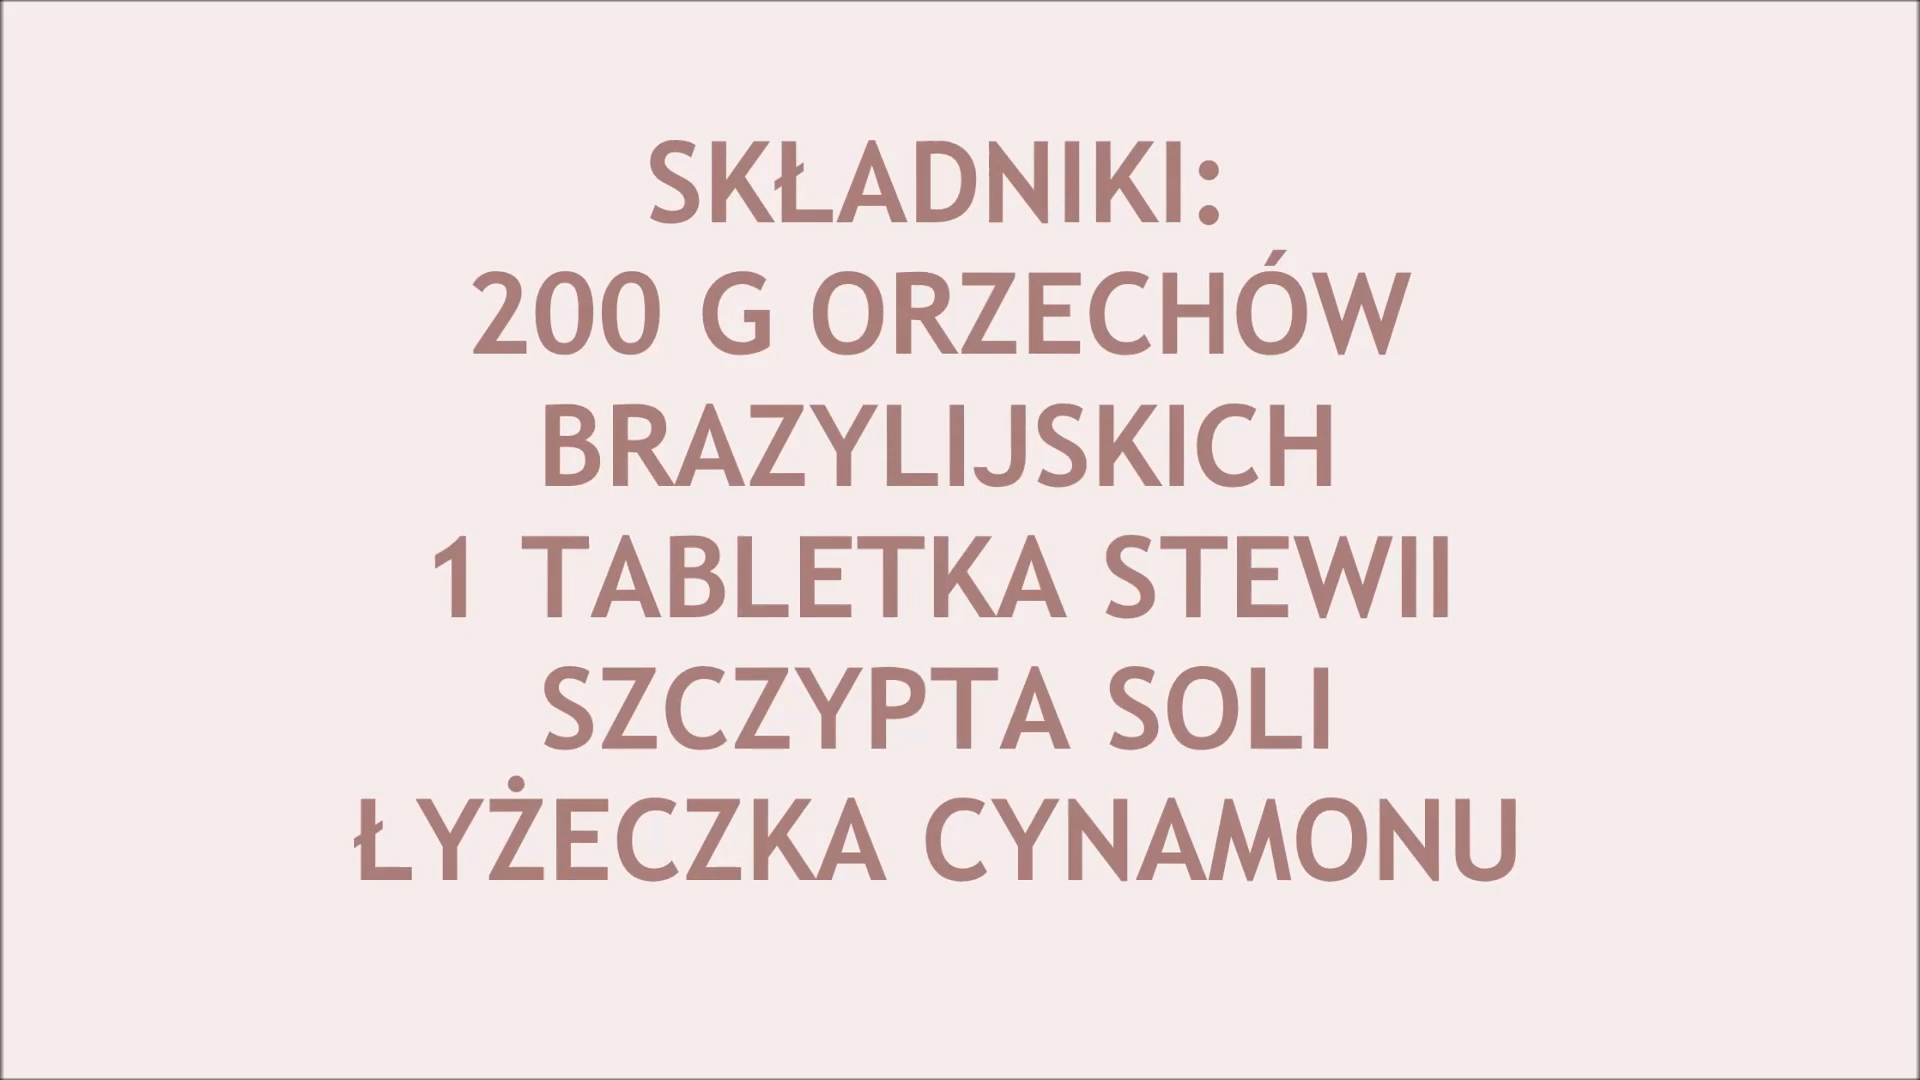 SKŁADNIKI:
200 G ORZECHÓW
BRAZYLIJSKICH
1 TABLETKA STEWII
SZCZYPTA SOLI
ŁYŻECZKA CYNAMONU